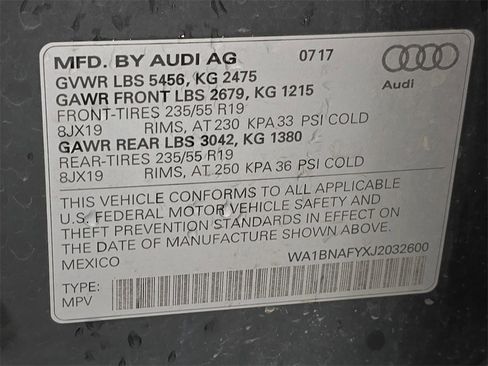 MFD. BY AUDI AG 0717
GVWR LBS 5456, KG 2475
GAWR FRONT LBS 2679, KG 1215
FRONT-TIRES 235/55 R19
8JX19 RIMS, AT 230 KPA 33 PSI COLD
GAWR REAR LBS 3042, KG 1380
REAR-TIRES 235/55 R19
8JX19 RIMS, AT 250 KPA 36 PSI COLD
Audi
THIS VEHICLE CONFORMS TO ALL APPLICABLE
U.S. FEDERAL MOTOR VEHICLE SAFETY AND
THEFT PREVENTION STANDARDS IN EFFECT ON
THE DATE OF MANUFACTURE SHOWN ABOVE.
MEXICO WA1BNAFYXJ2032600
TYPE:
MPV